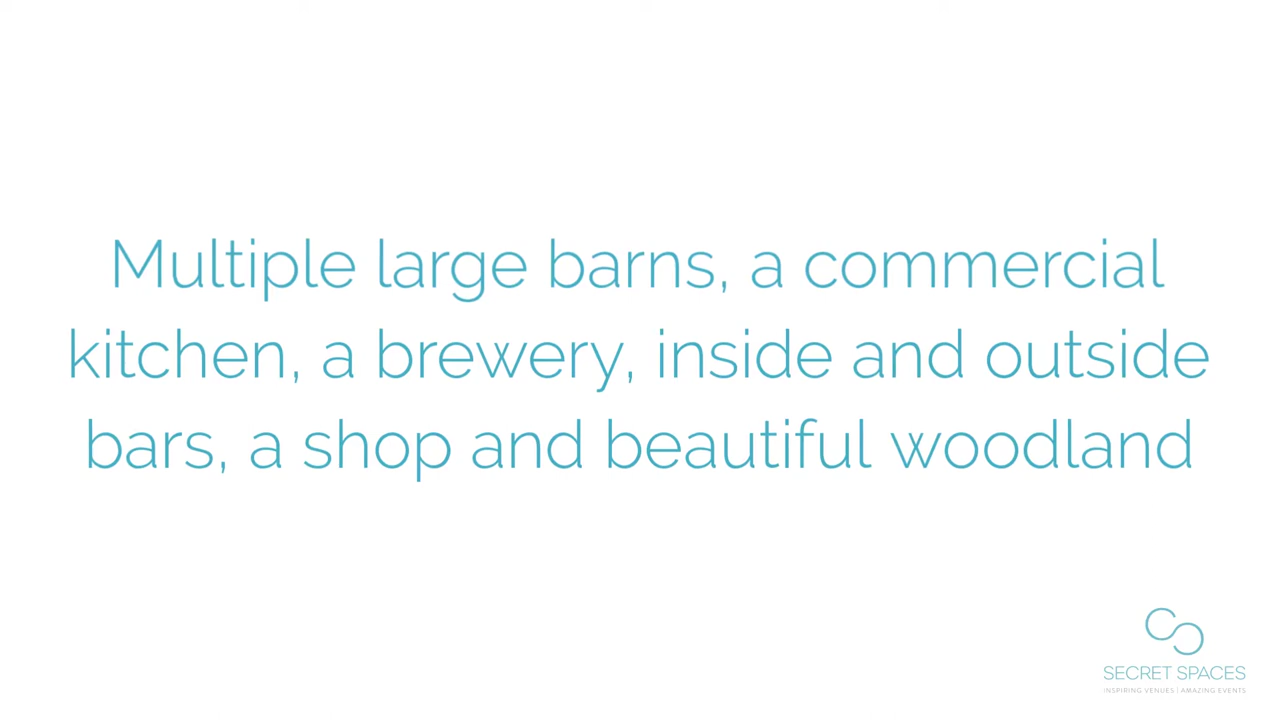 Multiple large barns, a commercial
kitchen, a brewery, inside and outside
bars, a shop and beautiful woodland
SECRET SPACES
INSPIRING VENUES | AMAZING EVENTS